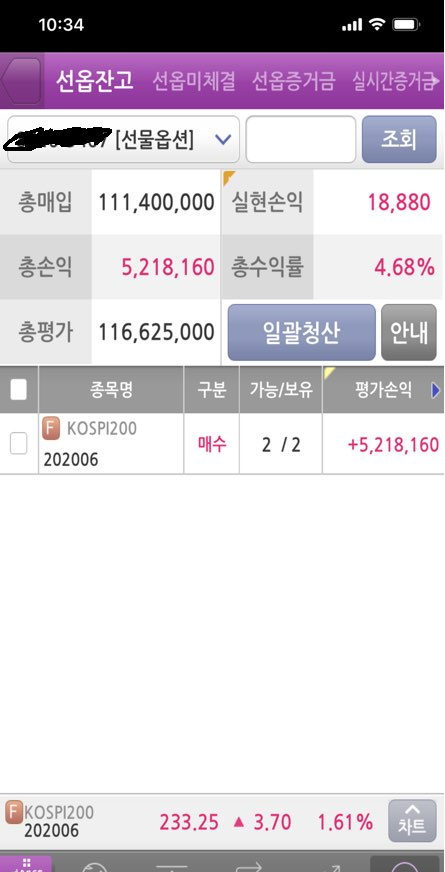 10:34
선옵잔고 선옵미체결 선옵증거금 실시간증거금
[선물옵션] 조회
총매입 111,400,000 실현손익 18,880
총손익 5,218,160 총수익률 4.68%
총평가 116,625,000 일괄청산 안내
종목명 구분 가능/보유 평가손익
F KOSPI200
202006 매수 2 / 2 +5,218,160
F KOSPI200
202006 233.25 ▲ 3.70 1.61% 차트